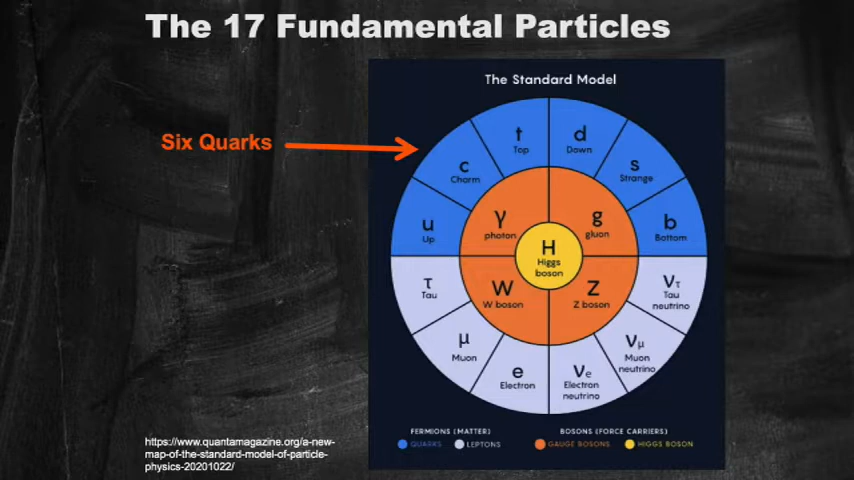 The 17 Fundamental Particles
The Standard Model
Six Quarks
t
Top
d
Down
c
Charm
s
Strange
u
Up
b
Bottom
γ
photon
g
gluon
H
Higgs
boson
W
W boson
Z
Z boson
τ
Tau
ντ
Tau
neutrino
μ
Muon
νμ
Muon
neutrino
e
Electron
νe
Electron
neutrino
FERMIONS (MATTER)
QUARKS
LEPTONS
BOSONS (FORCE CARRIERS)
GAUGE BOSONS
HIGGS BOSON
https://www.quantamagazine.org/a-new-
map-of-the-standard-model-of-particle-
physics-20201022/